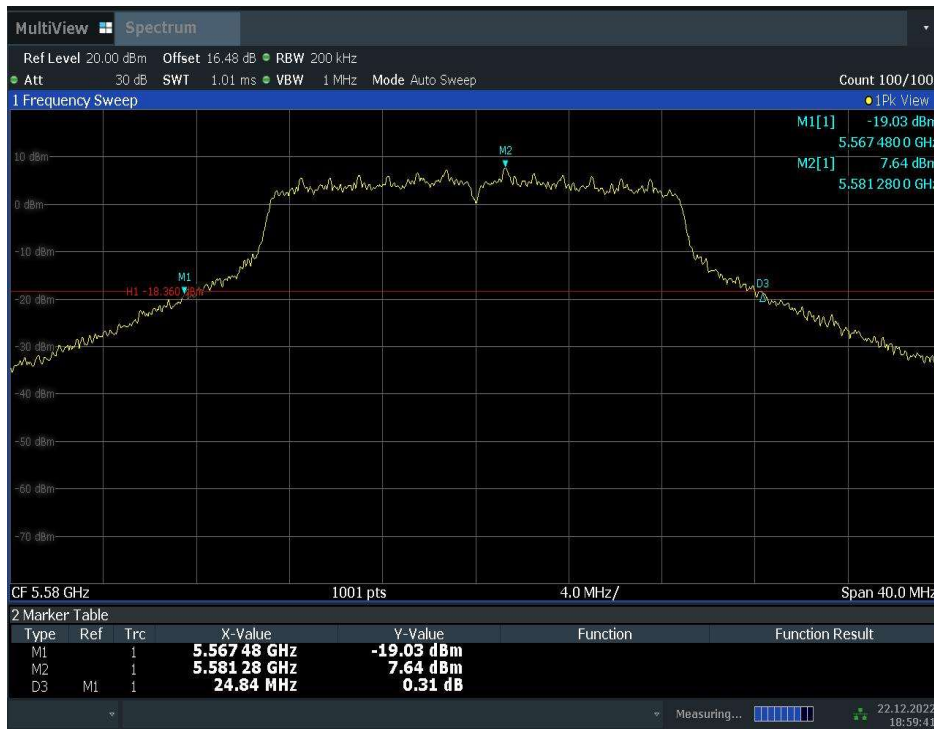 MultiView Spectrum
Ref Level 20.00 dBm Offset 16.48 dB RBW 200 kHz
Att 30 dB SWT 1.01 ms VBW 1 MHz Mode Auto Sweep Count 100/100
1 Frequency Sweep 1Pk View
M1[1] -19.03 dBm
5.567 480 0 GHz
M2[1] 7.64 dBm
5.581 280 0 GHz
M2
10 dBm
0 dBm
-10 dBm
M1
H1 -18.360 dBm
D3
-20 dBm
-30 dBm
-40 dBm
-50 dBm
-60 dBm
-70 dBm
CF 5.58 GHz 1001 pts 4.0 MHz/ Span 40.0 MHz
2 Marker Table
Type Ref Trc X-Value Y-Value Function Function Result
M1 1 5.567 48 GHz -19.03 dBm
M2 1 5.581 28 GHz 7.64 dBm
D3 M1 1 24.84 MHz 0.31 dB
Measuring... 22.12.2022
18:59:41